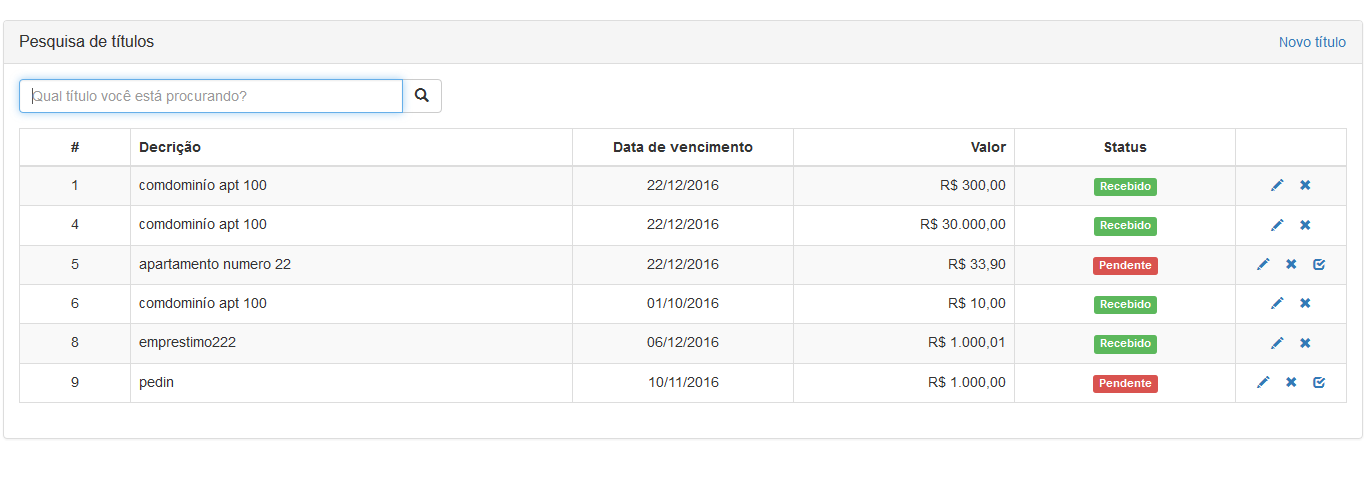 Pesquisa de títulos Novo título
Qual título você está procurando?
# Decrição Data de vencimento Valor Status
1 comdominío apt 100 22/12/2016 R$ 300,00 Recebido
4 comdominío apt 100 22/12/2016 R$ 30.000,00 Recebido
5 apartamento numero 22 22/12/2016 R$ 33,90 Pendente
6 comdominío apt 100 01/10/2016 R$ 10,00 Recebido
8 emprestimo222 06/12/2016 R$ 1.000,01 Recebido
9 pedin 10/11/2016 R$ 1.000,00 Pendente